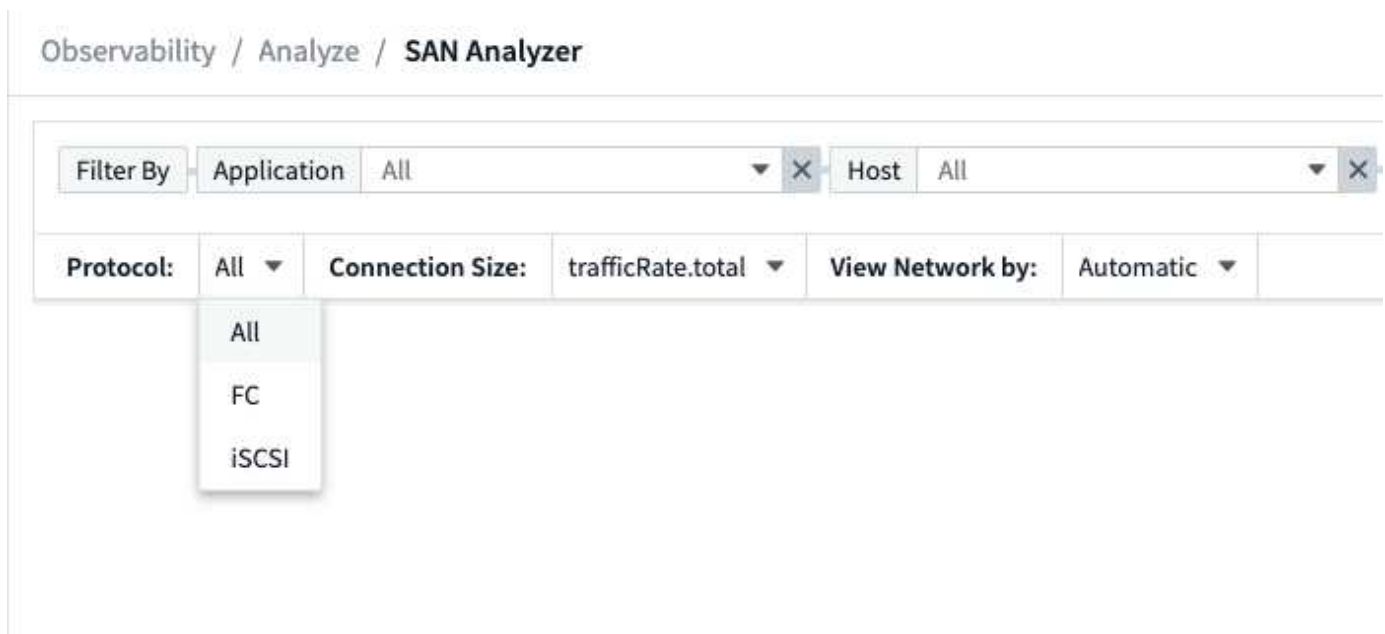 Observability / Analyze / SAN Analyzer
Filter By Application All Host All
Protocol: All Connection Size: trafficRate.total View Network by: Automatic
All
FC
iSCSI